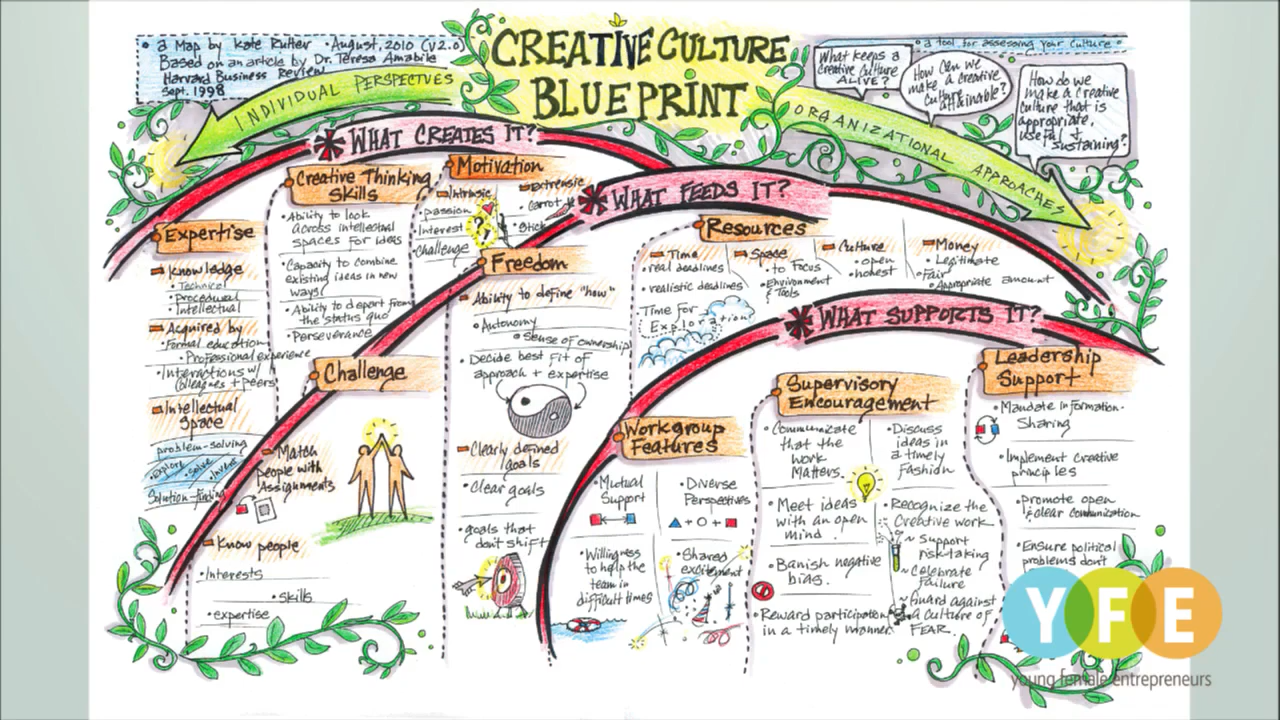 CREATIVE CULTURE
BLUEPRINT
• a Map by Kate Rutter • August, 2010 (v2.0)
Based on an article by Dr. Teresa Amabile
Harvard Business Review
Sept. 1998
INDIVIDUAL PERSPECTVES
ORGANIZATIONAL APPROACHES
• a tool for assessing your culture •
What keeps a
creative culture
ALIVE?
How can we
make a creative
culture
attainable?
How do we
make a creative
culture that is
appropriate,
useful +
sustaining?
WHAT CREATES IT?
Expertise
Knowledge
• Technical
• Procedural
• Intellectual
Acquired by
• Formal education
• Professional experience
• Interactions w/
colleagues + peers
Intellectual
Space
problem-solving
• Explore • Solve • Invent
Solution-finding
Creative Thinking
Skills
• Ability to look
across intellectual
spaces for ideas
• Capacity to combine
existing ideas in new
ways
• Ability to depart from
the status quo
• Perseverance
Motivation
Intrinsic
• passion
• Interest
• Challenge
Extrinsic
• Carrot
• Stick
WHAT FEEDS IT?
Challenge
Match
people with
Assignments
Know people
• Interests
• skills
• expertise
Freedom
Ability to define "how"
• Autonomy
• Sense of ownership
• Decide best fit of
approach + expertise
Clearly defined
goals
• Clear goals
• goals that
don't shift
Resources
Time
• real deadlines
• realistic deadlines
Time for
Exploration
Space
• to Focus
• Environment
& Tools
Culture
• open
• honest
Money
• Legitimate
• Fair
• Appropriate amount
WHAT SUPPORTS IT?
Workgroup
Features
• Mutual
Support
• Diverse
Perspectives
• Willingness
to help the
team in
difficult times
• Shared
excitement
Supervisory
Encouragement
• Communicate
that the
work
Matters.
• Discuss
ideas in
a timely
fashion
• Meet ideas
with an open
mind
• Recognize the
Creative work
~ Support
risk-taking
~ Celebrate
failure
~ Guard against
a culture of
FEAR.
• Banish negative
bias.
• Reward participation
in a timely manner.
Leadership
Support
• Mandate information-
Sharing
• Implement creative
principles
• Promote open
& clear communication
• Ensure political
problems don't
YFE
young female entrepreneurs